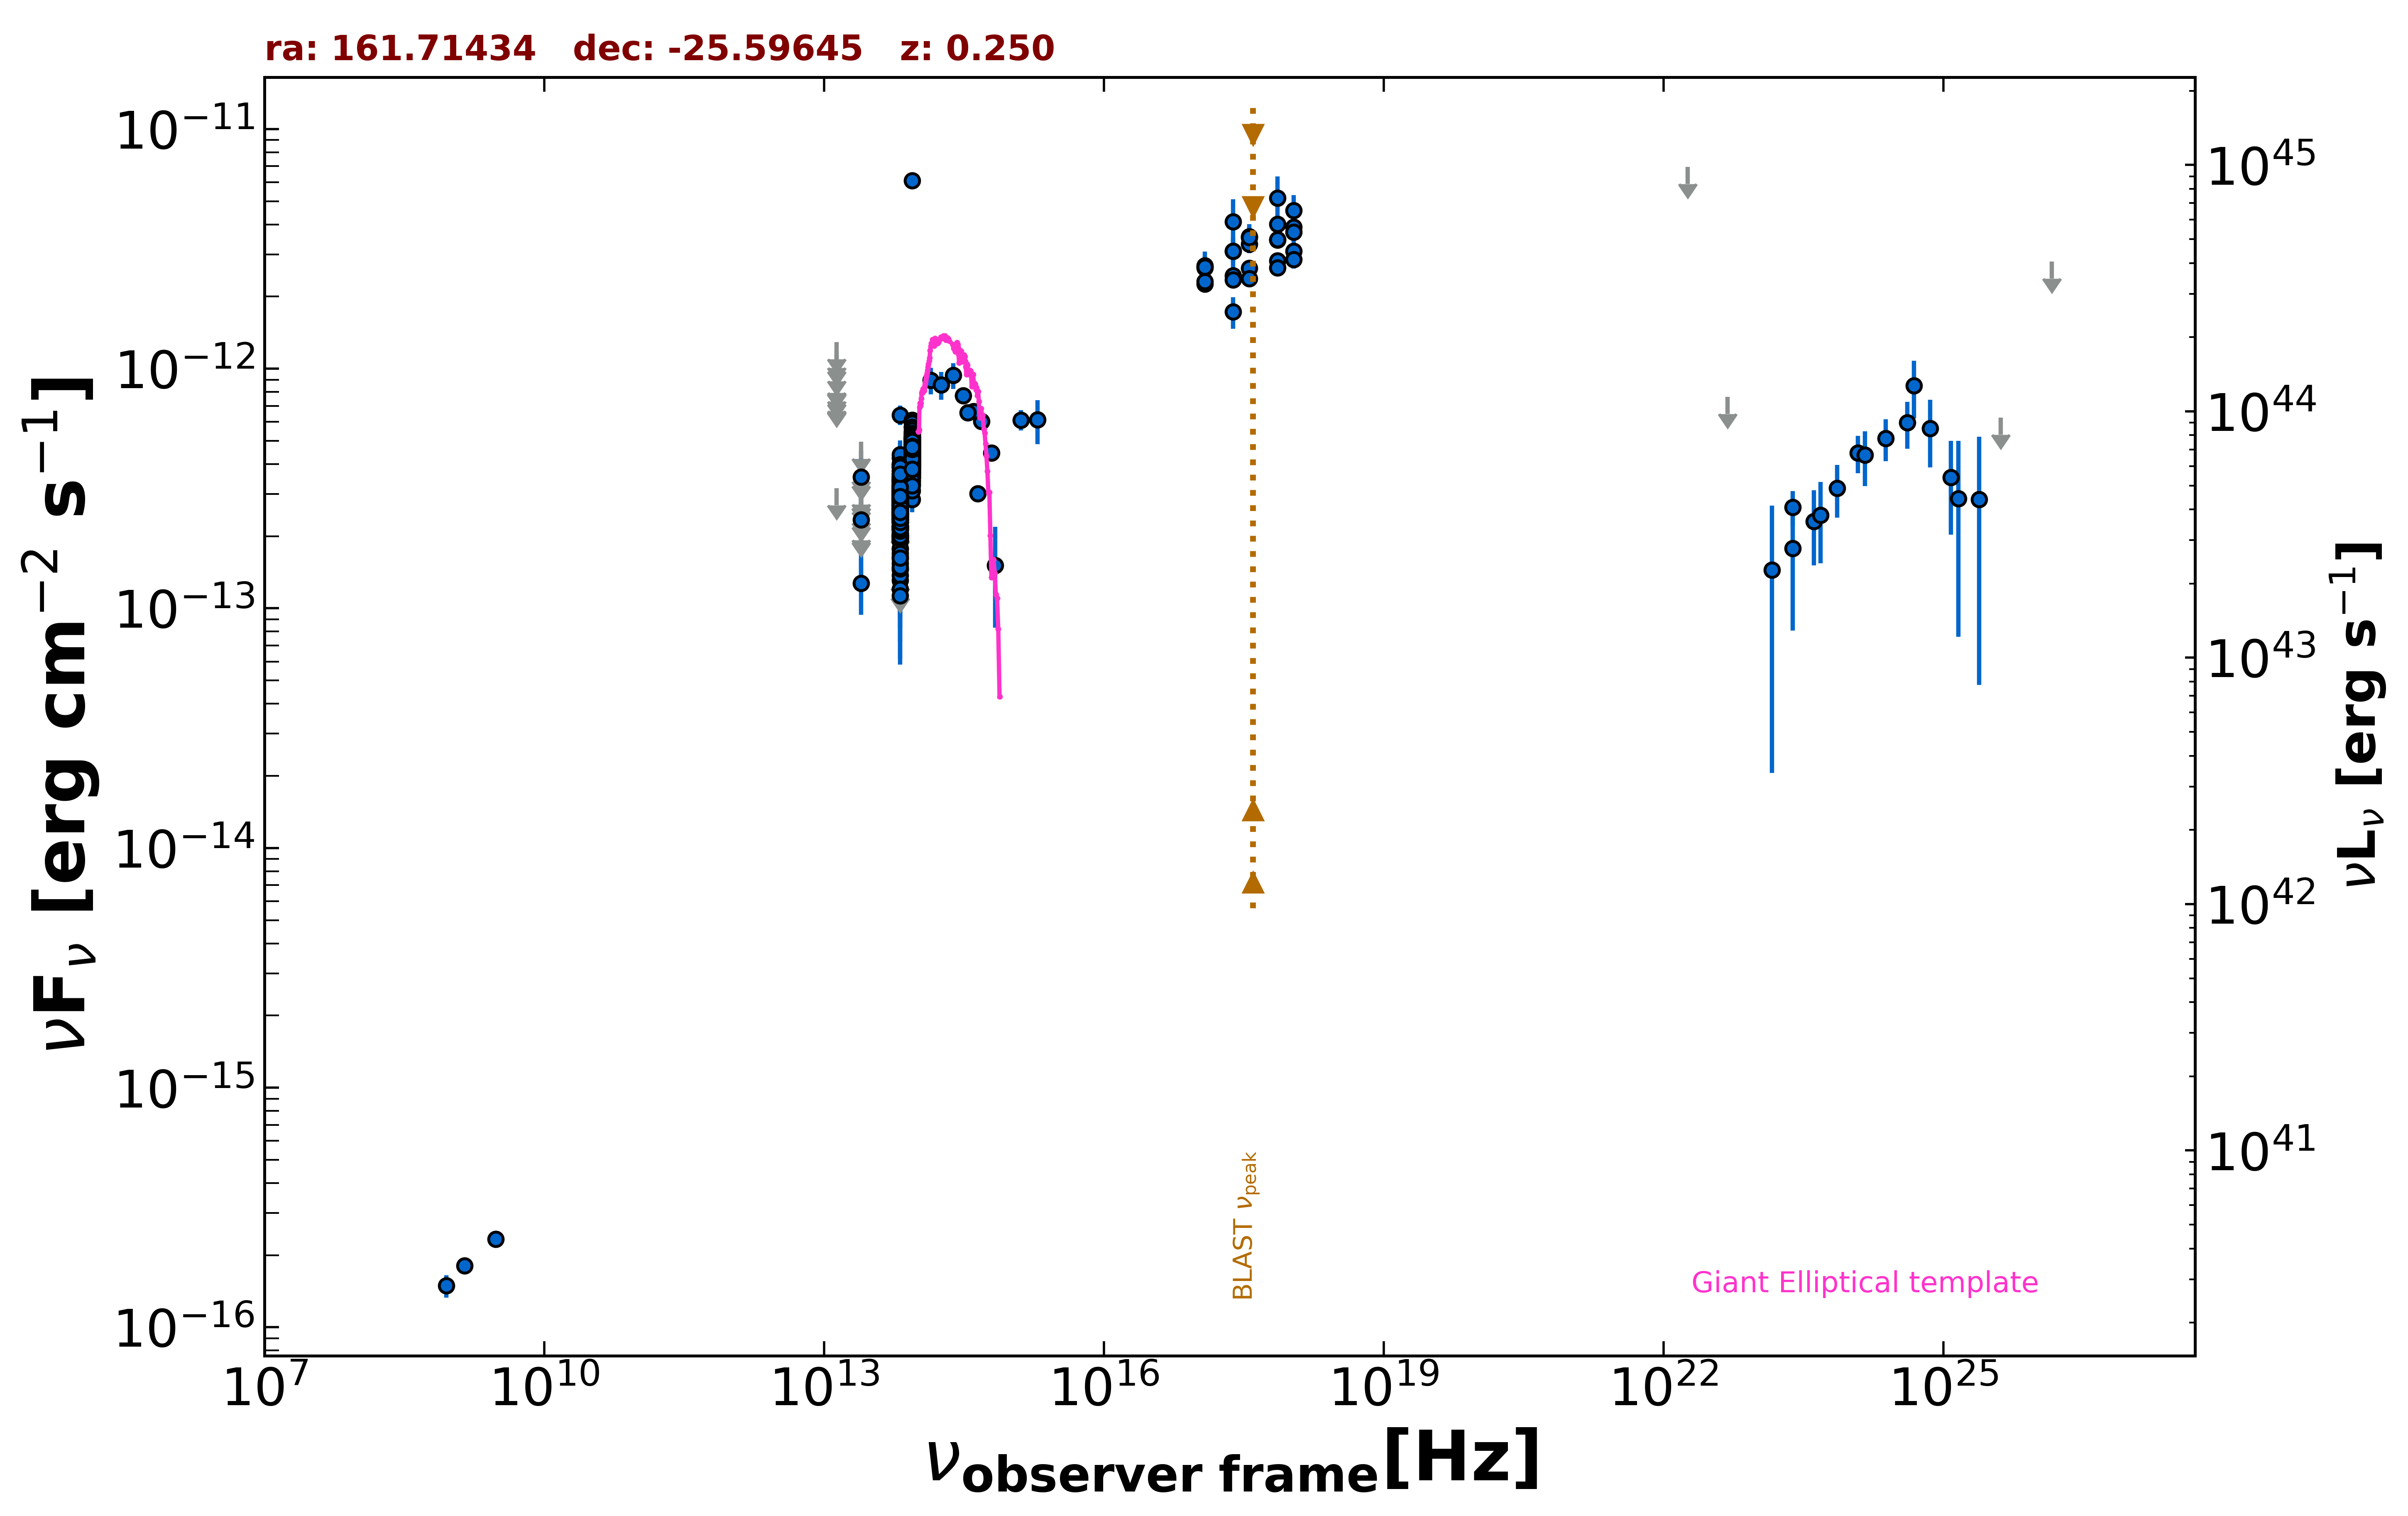 ra: 161.71434   dec: -25.59645   z: 0.250
10⁻¹¹
10⁻¹²
10⁻¹³
10⁻¹⁴
10⁻¹⁵
10⁻¹⁶
νFν [erg cm⁻² s⁻¹]
10⁴⁵
10⁴⁴
10⁴³
10⁴²
10⁴¹
νLν [erg s⁻¹]
BLAST νpeak
Giant Elliptical template
10⁷ 10¹⁰ 10¹³ 10¹⁶ 10¹⁹ 10²² 10²⁵
νobserver frame[Hz]